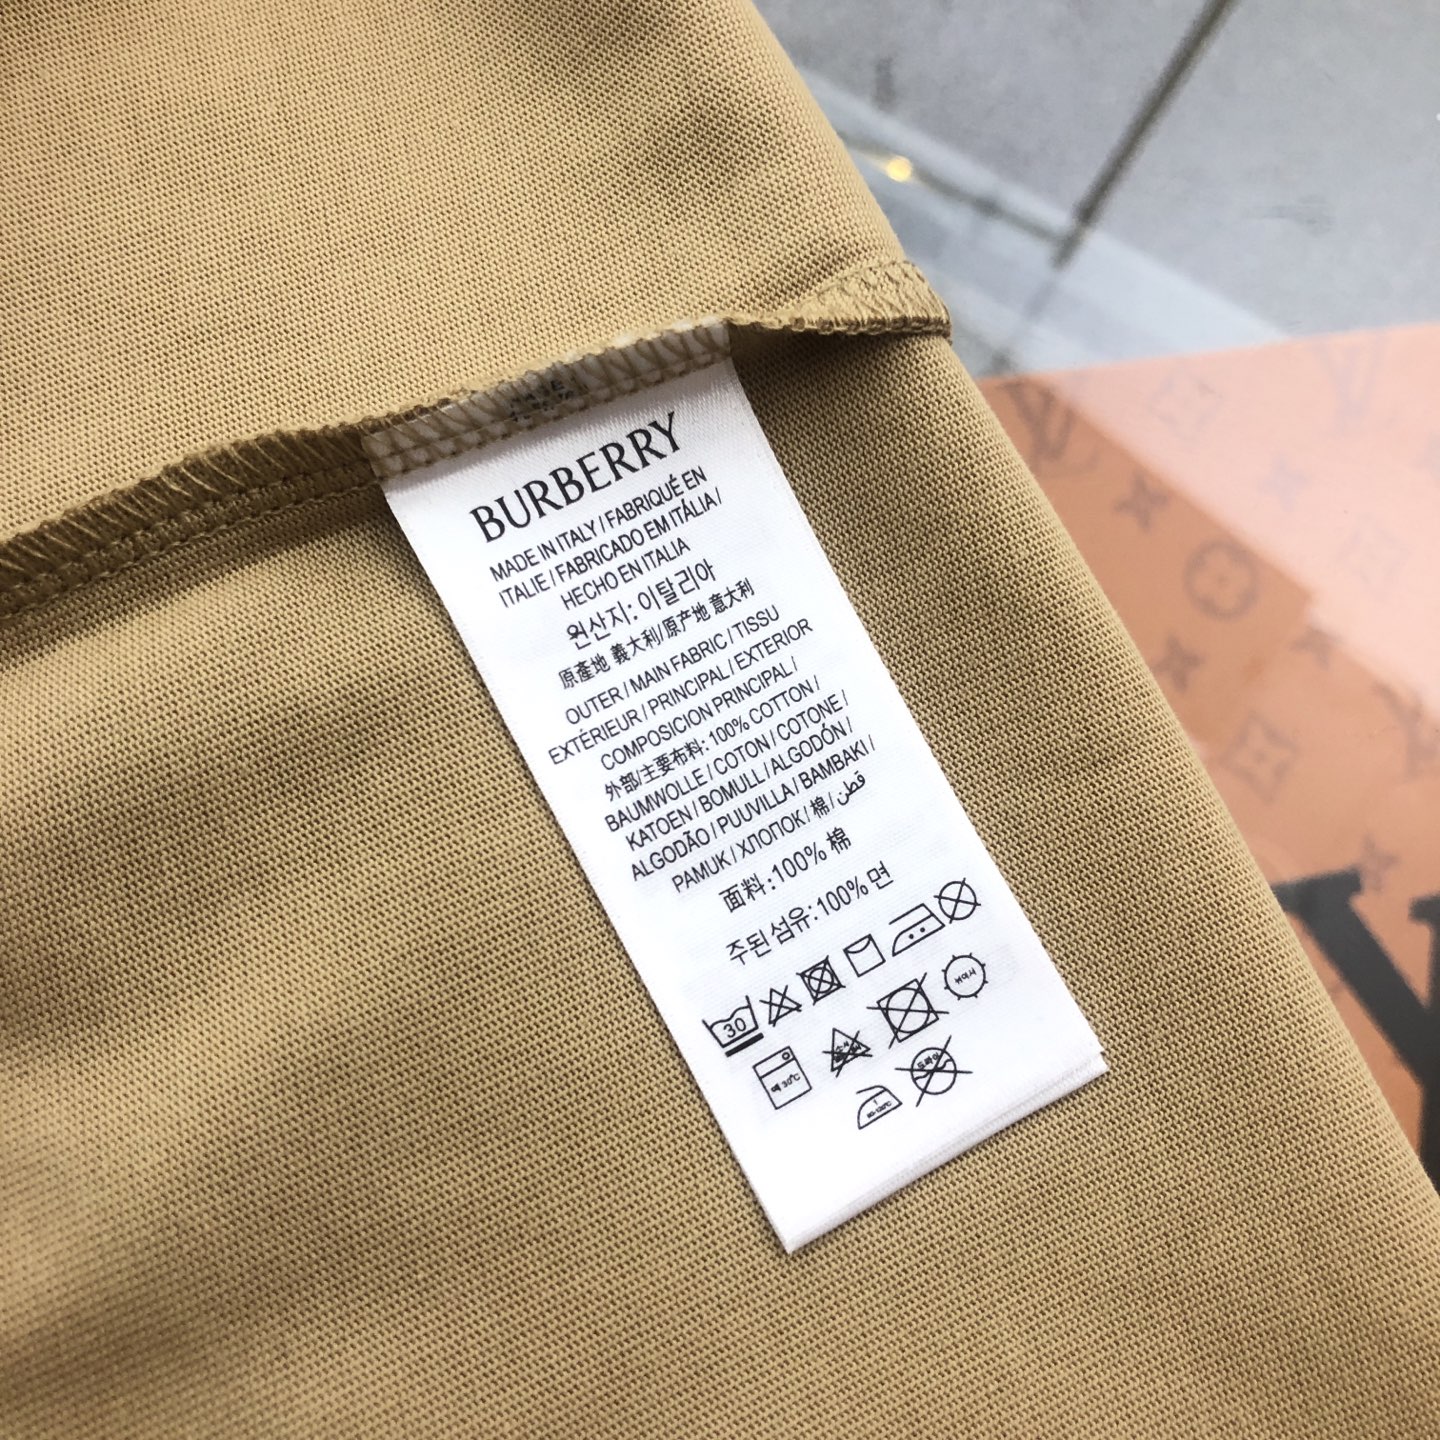 BURBERRY
MADE IN ITALY / FABRIQUÉ EN
ITALIE / FABRICADO EM ITÁLIA /
HECHO EN ITALIA
원산지: 이탈리아
原產地 義大利/原产地 意大利
OUTER / MAIN FABRIC / TISSU
EXTÉRIEUR / PRINCIPAL / EXTERIOR
COMPOSICION PRINCIPAL /
外部/主要布料: 100% COTTON /
BAUMWOLLE / COTON / COTONE /
KATOEN / BOMULL / ALGODÓN /
ALGODÃO / PUUVILLA / BAMBAKI /
PAMUK / ХЛОПОК / 棉 / قطن
面料:100% 棉
주된 섬유:100% 면
30
30°C
LV